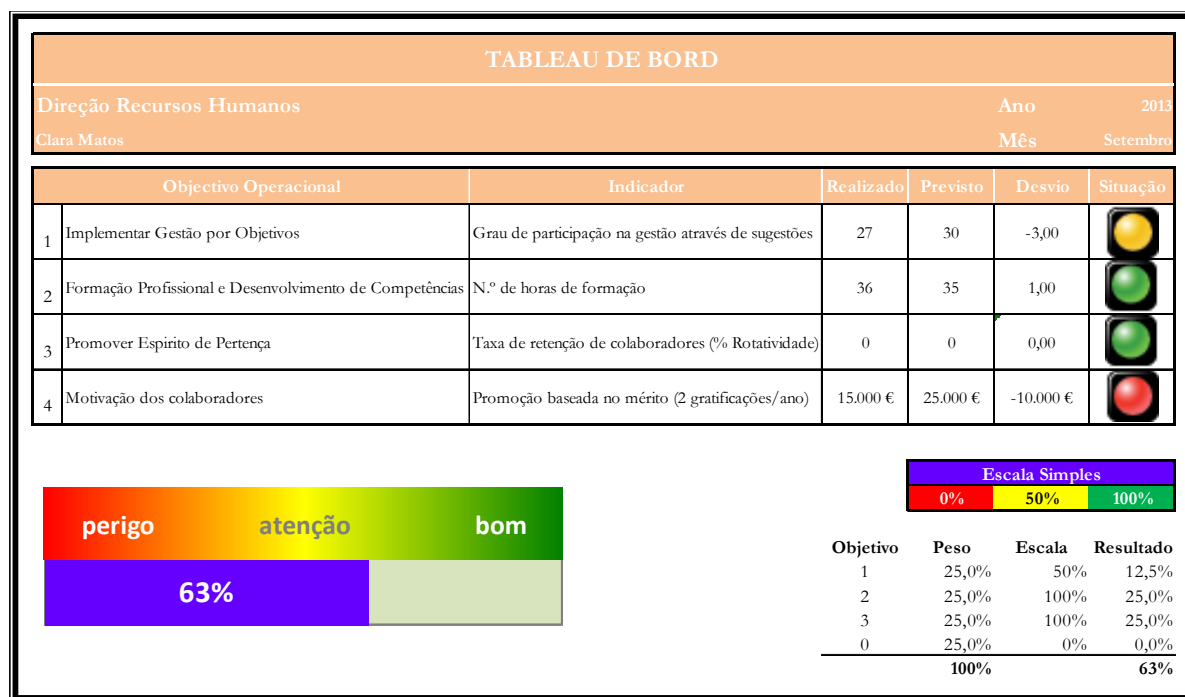 TABLEAU DE BORD
Direção Recursos Humanos Ano 2013
Clara Matos Mês Setembro
Objectivo Operacional Indicador Realizado Previsto Desvio Situação
1 Implementar Gestão por Objetivos Grau de participação na gestão através de sugestões 27 30 -3,00
2 Formação Profissional e Desenvolvimento de Competências N.º de horas de formação 36 35 1,00
3 Promover Espirito de Pertença Taxa de retenção de colaboradores (% Rotatividade) 0 0 0,00
4 Motivação dos colaboradores Promoção baseada no mérito (2 gratificações/ano) 15.000 € 25.000 € -10.000 €
perigo atenção bom
63%
Escala Simples
0% 50% 100%
Objetivo Peso Escala Resultado
1 25,0% 50% 12,5%
2 25,0% 100% 25,0%
3 25,0% 100% 25,0%
0 25,0% 0% 0,0%
100% 63%